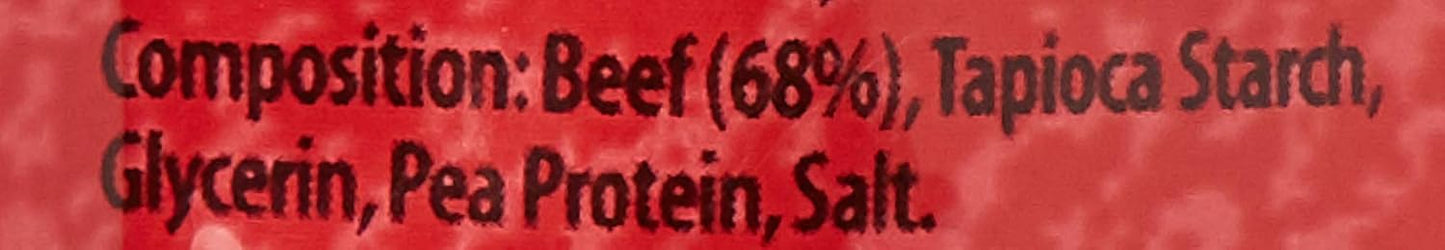 Composition: Beef (68%), Tapioca Starch,
Glycerin, Pea Protein, Salt.